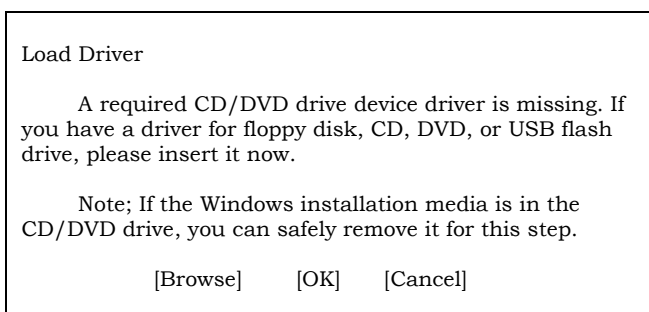 Load Driver
A required CD/DVD drive device driver is missing. If
you have a driver for floppy disk, CD, DVD, or USB flash
drive, please insert it now.
Note; If the Windows installation media is in the
CD/DVD drive, you can safely remove it for this step.
[Browse] [OK] [Cancel]